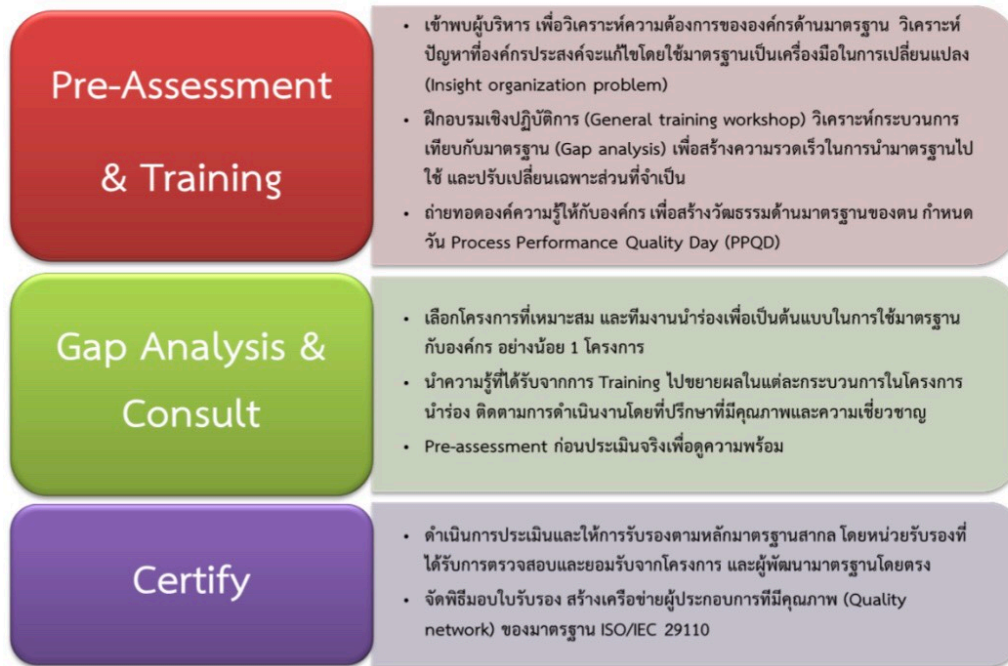 Pre-Assessment
& Training
• เข้าพบผู้บริหาร เพื่อวิเคราะห์ความต้องการขององค์กรด้านมาตรฐาน วิเคราะห์
ปัญหาที่องค์กรประสงค์จะแก้ไขโดยใช้มาตรฐานเป็นเครื่องมือในการเปลี่ยนแปลง
(Insight organization problem)
• ฝึกอบรมเชิงปฏิบัติการ (General training workshop) วิเคราะห์กระบวนการ
เทียบกับมาตรฐาน (Gap analysis) เพื่อสร้างความรวดเร็วในการนำมาตรฐานไป
ใช้ และปรับเปลี่ยนเฉพาะส่วนที่จำเป็น
• ถ่ายทอดองค์ความรู้ให้กับองค์กร เพื่อสร้างวัฒนธรรมด้านมาตรฐานของตน กำหนด
วัน Process Performance Quality Day (PPQD)
Gap Analysis &
Consult
• เลือกโครงการที่เหมาะสม และทีมงานนำร่องเพื่อเป็นต้นแบบในการใช้มาตรฐาน
กับองค์กร อย่างน้อย 1 โครงการ
• นำความรู้ที่ได้รับจากการ Training ไปขยายผลในแต่ละกระบวนการในโครงการ
นำร่อง ติดตามการดำเนินงานโดยที่ปรึกษาที่มีคุณภาพและความเชี่ยวชาญ
• Pre-assessment ก่อนประเมินจริงเพื่อดูความพร้อม
Certify
• ดำเนินการประเมินและให้การรับรองตามหลักมาตรฐานสากล โดยหน่วยรับรองที่
ได้รับการตรวจสอบและยอมรับจากโครงการ และผู้พัฒนามาตรฐานโดยตรง
• จัดพิธีมอบใบรับรอง สร้างเครือข่ายผู้ประกอบการที่มีคุณภาพ (Quality
network) ของมาตรฐาน ISO/IEC 29110